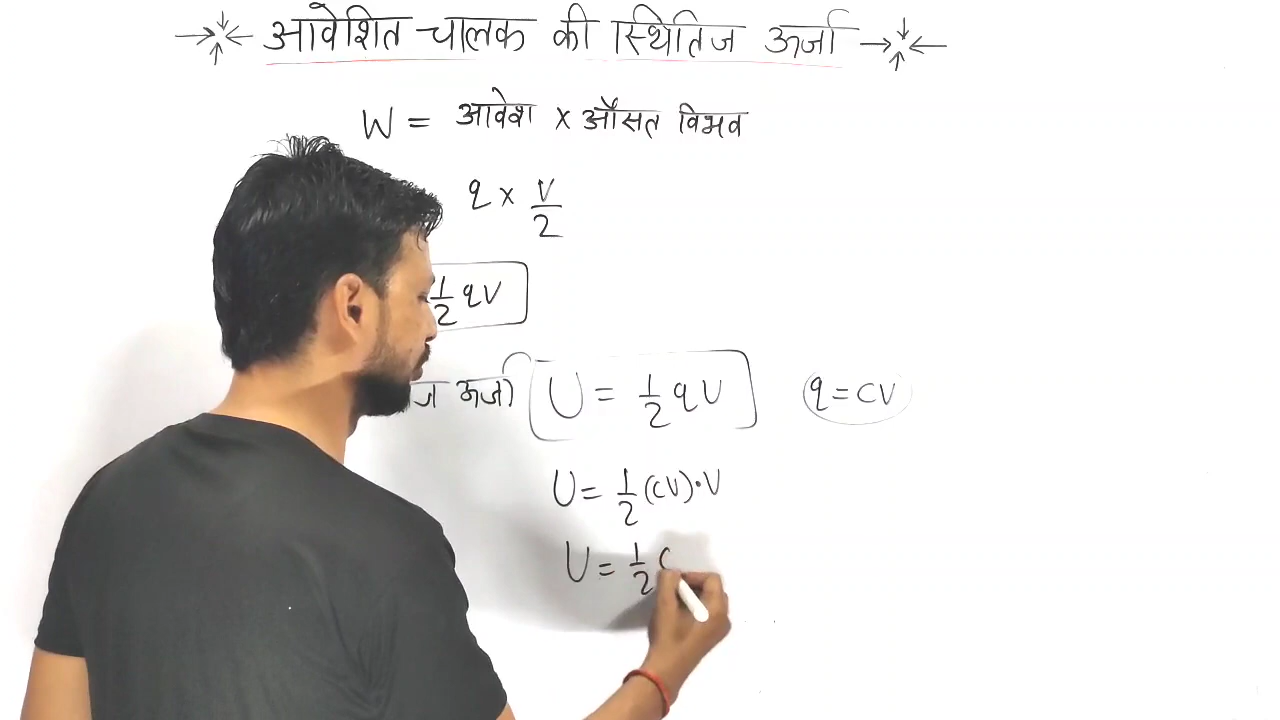 आवेशित चालक की स्थितिज ऊर्जा
W = आवेश x औसत विभव
q x V/2
1/2 qV
ज ऊर्जा U = 1/2 qV q = CV
U = 1/2 (CV)•V
U = 1/2 C